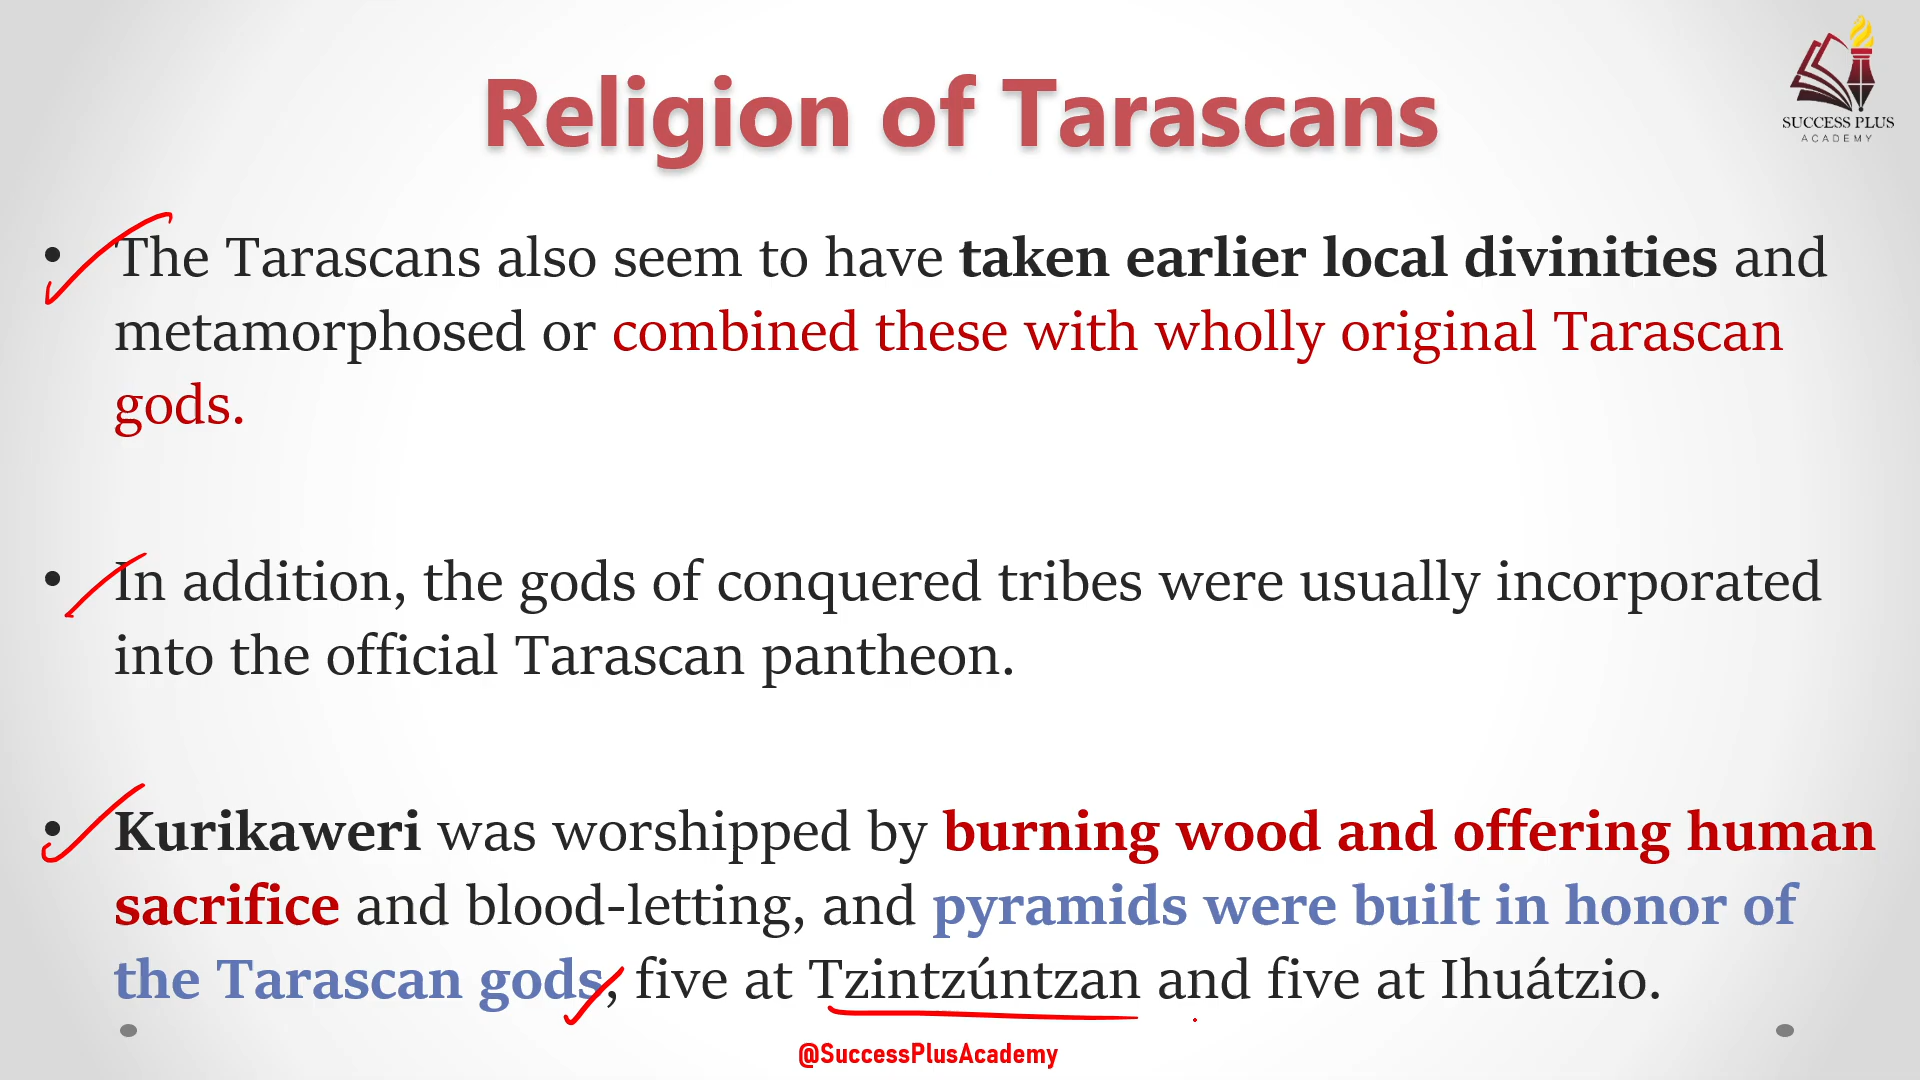 Religion of Tarascans
SUCCESS PLUS
ACADEMY
• The Tarascans also seem to have taken earlier local divinities and
metamorphosed or combined these with wholly original Tarascan
gods.
• In addition, the gods of conquered tribes were usually incorporated
into the official Tarascan pantheon.
• Kurikaweri was worshipped by burning wood and offering human
sacrifice and blood-letting, and pyramids were built in honor of
the Tarascan gods, five at Tzintzúntzan and five at Ihuátzio.
@SuccessPlusAcademy